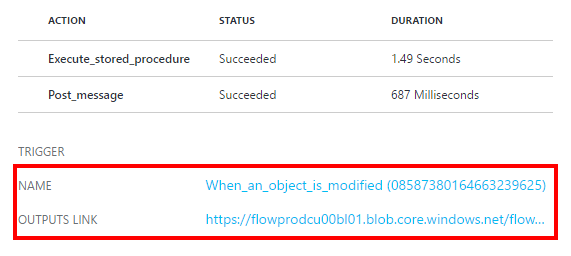 ACTION STATUS DURATION
Execute_stored_procedure Succeeded 1.49 Seconds
Post_message Succeeded 687 Milliseconds
TRIGGER
NAME When_an_object_is_modified (08587380164663239625)
OUTPUTS LINK https://flowprodcu00bl01.blob.core.windows.net/flow...